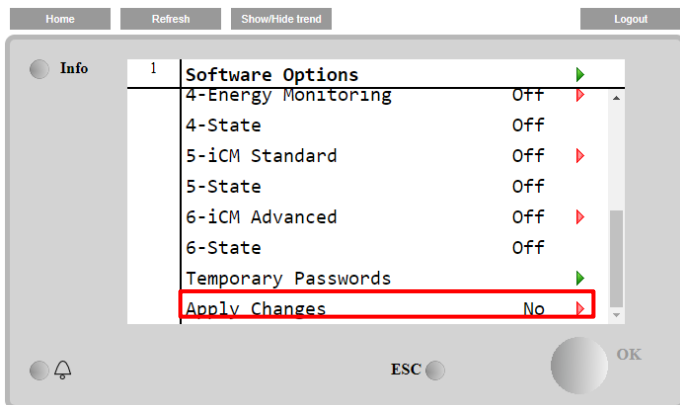 Home Refresh Show/Hide trend Logout
Info
1 Software Options
4-Energy Monitoring Off
4-State Off
5-iCM Standard Off
5-State Off
6-iCM Advanced Off
6-State Off
Temporary Passwords
Apply Changes No
ESC
OK